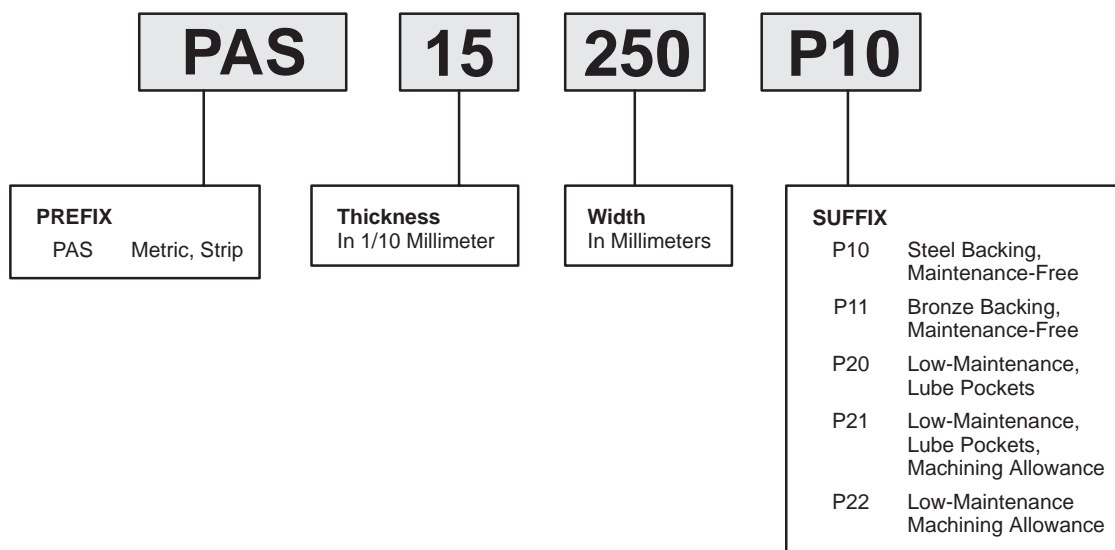 PAS 15 250 P10
PREFIX
PAS Metric, Strip
Thickness
In 1/10 Millimeter
Width
In Millimeters
SUFFIX
P10 Steel Backing,
Maintenance-Free
P11 Bronze Backing,
Maintenance-Free
P20 Low-Maintenance,
Lube Pockets
P21 Low-Maintenance,
Lube Pockets,
Machining Allowance
P22 Low-Maintenance
Machining Allowance